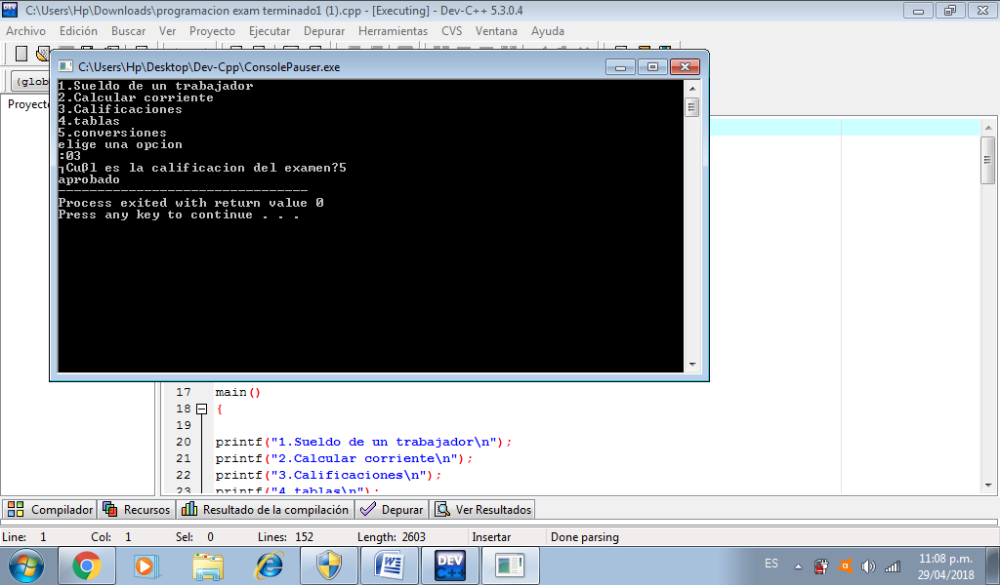 C:\Users\Hp\Downloads\programacion exam terminado1 (1).cpp - [Executing] - Dev-C++ 5.3.0.4
Archivo Edición Buscar Ver Proyecto Ejecutar Depurar Herramientas CVS Ventana Ayuda
C:\Users\Hp\Desktop\Dev-Cpp\ConsolePauser.exe
(glob
Proyecto
1.Sueldo de un trabajador
2.Calcular corriente
3.Calificaciones
4.tablas
5.conversiones
elige una opcion
:03
┐Cußl es la calificacion del examen?5
aprobado
--------------------------------
Process exited with return value 0
Press any key to continue . . .
17 main()
18 {
19
20 printf("1.Sueldo de un trabajador\n");
21 printf("2.Calcular corriente\n");
22 printf("3.Calificaciones\n");
23 printf("4.tablas\n");
Compilador Recursos Resultado de la compilación Depurar Ver Resultados
Line: 1 Col: 1 Sel: 0 Lines: 152 Length: 2603 Insertar Done parsing
DEV C++
ES
11:08 p.m.
29/04/2018